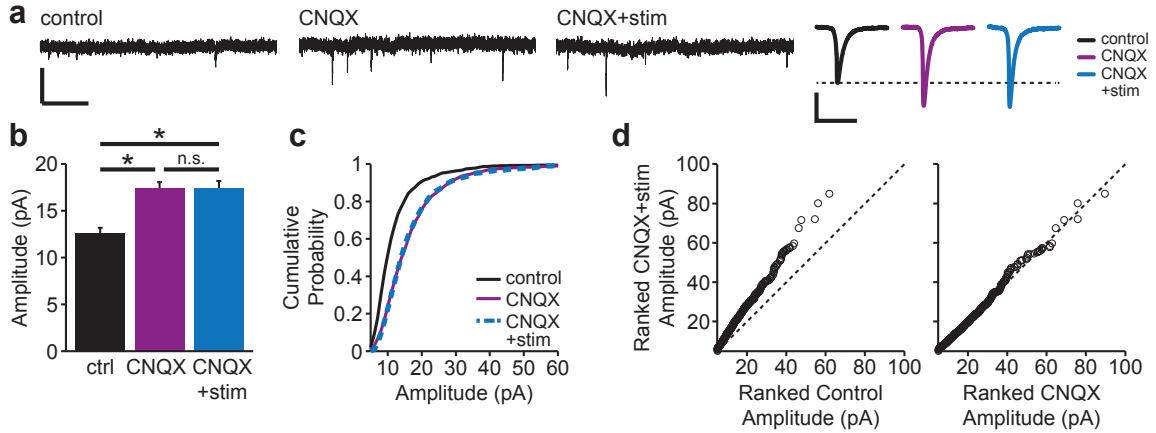 a
control
CNQX
CNQX+stim
control
CNQX
CNQX
+stim
b
*
*
n.s.
20
15
10
5
0
Amplitude (pA)
ctrl
CNQX
CNQX
+stim
c
1
0.8
0.6
0.4
0.2
0
Cumulative
Probability
control
CNQX
CNQX
+stim
10
20
30
40
50
60
Amplitude (pA)
d
100
80
60
40
20
Ranked CNQX+stim
Amplitude (pA)
20
40
60
80
100
Ranked Control
Amplitude (pA)
20
40
60
80
100
Ranked CNQX
Amplitude (pA)